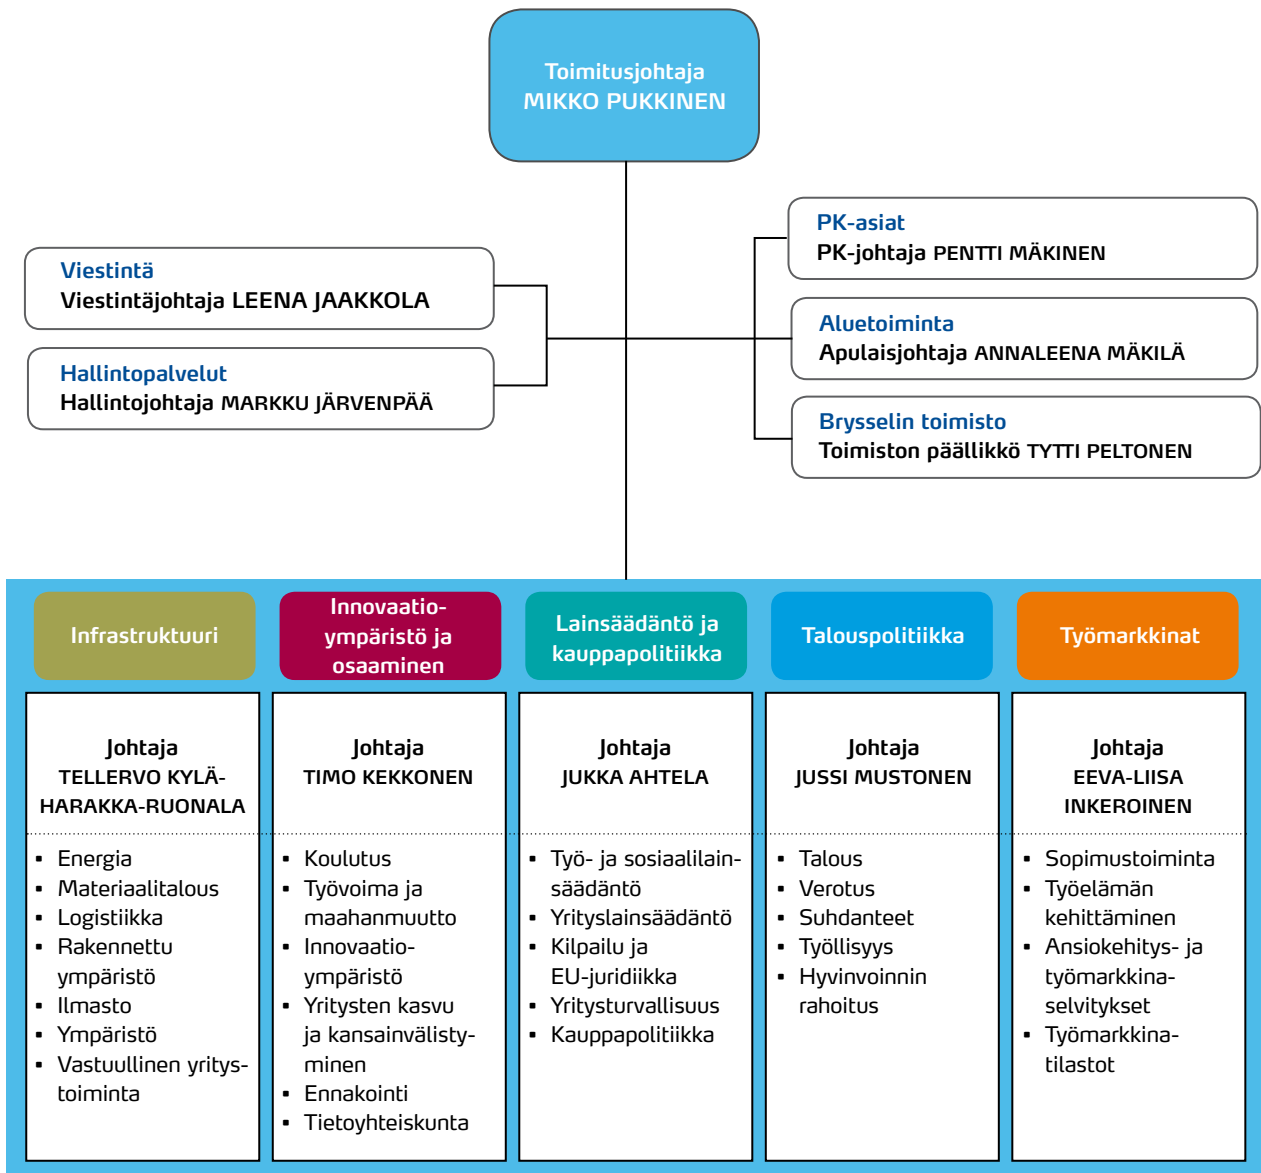 Toimitusjohtaja
MIKKO PUKKINEN
Viestintä
Viestintäjohtaja LEENA JAAKKOLA
Hallintopalvelut
Hallintojohtaja MARKKU JÄRVENPÄÄ
PK-asiat
PK-johtaja PENTTI MÄKINEN
Aluetoiminta
Apulaisjohtaja ANNALEENA MÄKILÄ
Brysselin toimisto
Toimiston päällikkö TYTTI PELTONEN
Infrastruktuuri
Johtaja
TELLERVO KYLÄ-
HARAKKA-RUONALA
▪ Energia
▪ Materiaalitalous
▪ Logistiikka
▪ Rakennettu
ympäristö
▪ Ilmasto
▪ Ympäristö
▪ Vastuullinen yritys-
toiminta
Innovaatio-
ympäristö ja
osaaminen
Johtaja
TIMO KEKKONEN
▪ Koulutus
▪ Työvoima ja
maahanmuutto
▪ Innovaatio-
ympäristö
▪ Yritysten kasvu
ja kansainvälisty-
minen
▪ Ennakointi
▪ Tietoyhteiskunta
Lainsäädäntö ja
kauppapolitiikka
Johtaja
JUKKA AHTELA
▪ Työ- ja sosiaalilain-
säädäntö
▪ Yrityslainsäädäntö
▪ Kilpailu ja
EU-juridiikka
▪ Yritysturvallisuus
▪ Kauppapolitiikka
Talouspolitiikka
Johtaja
JUSSI MUSTONEN
▪ Talous
▪ Verotus
▪ Suhdanteet
▪ Työllisyys
▪ Hyvinvoinnin
rahoitus
Työmarkkinat
Johtaja
EEVA-LIISA
INKEROINEN
▪ Sopimustoiminta
▪ Työelämän
kehittäminen
▪ Ansiokehitys- ja
työmarkkina-
selvitykset
▪ Työmarkkina-
tilastot